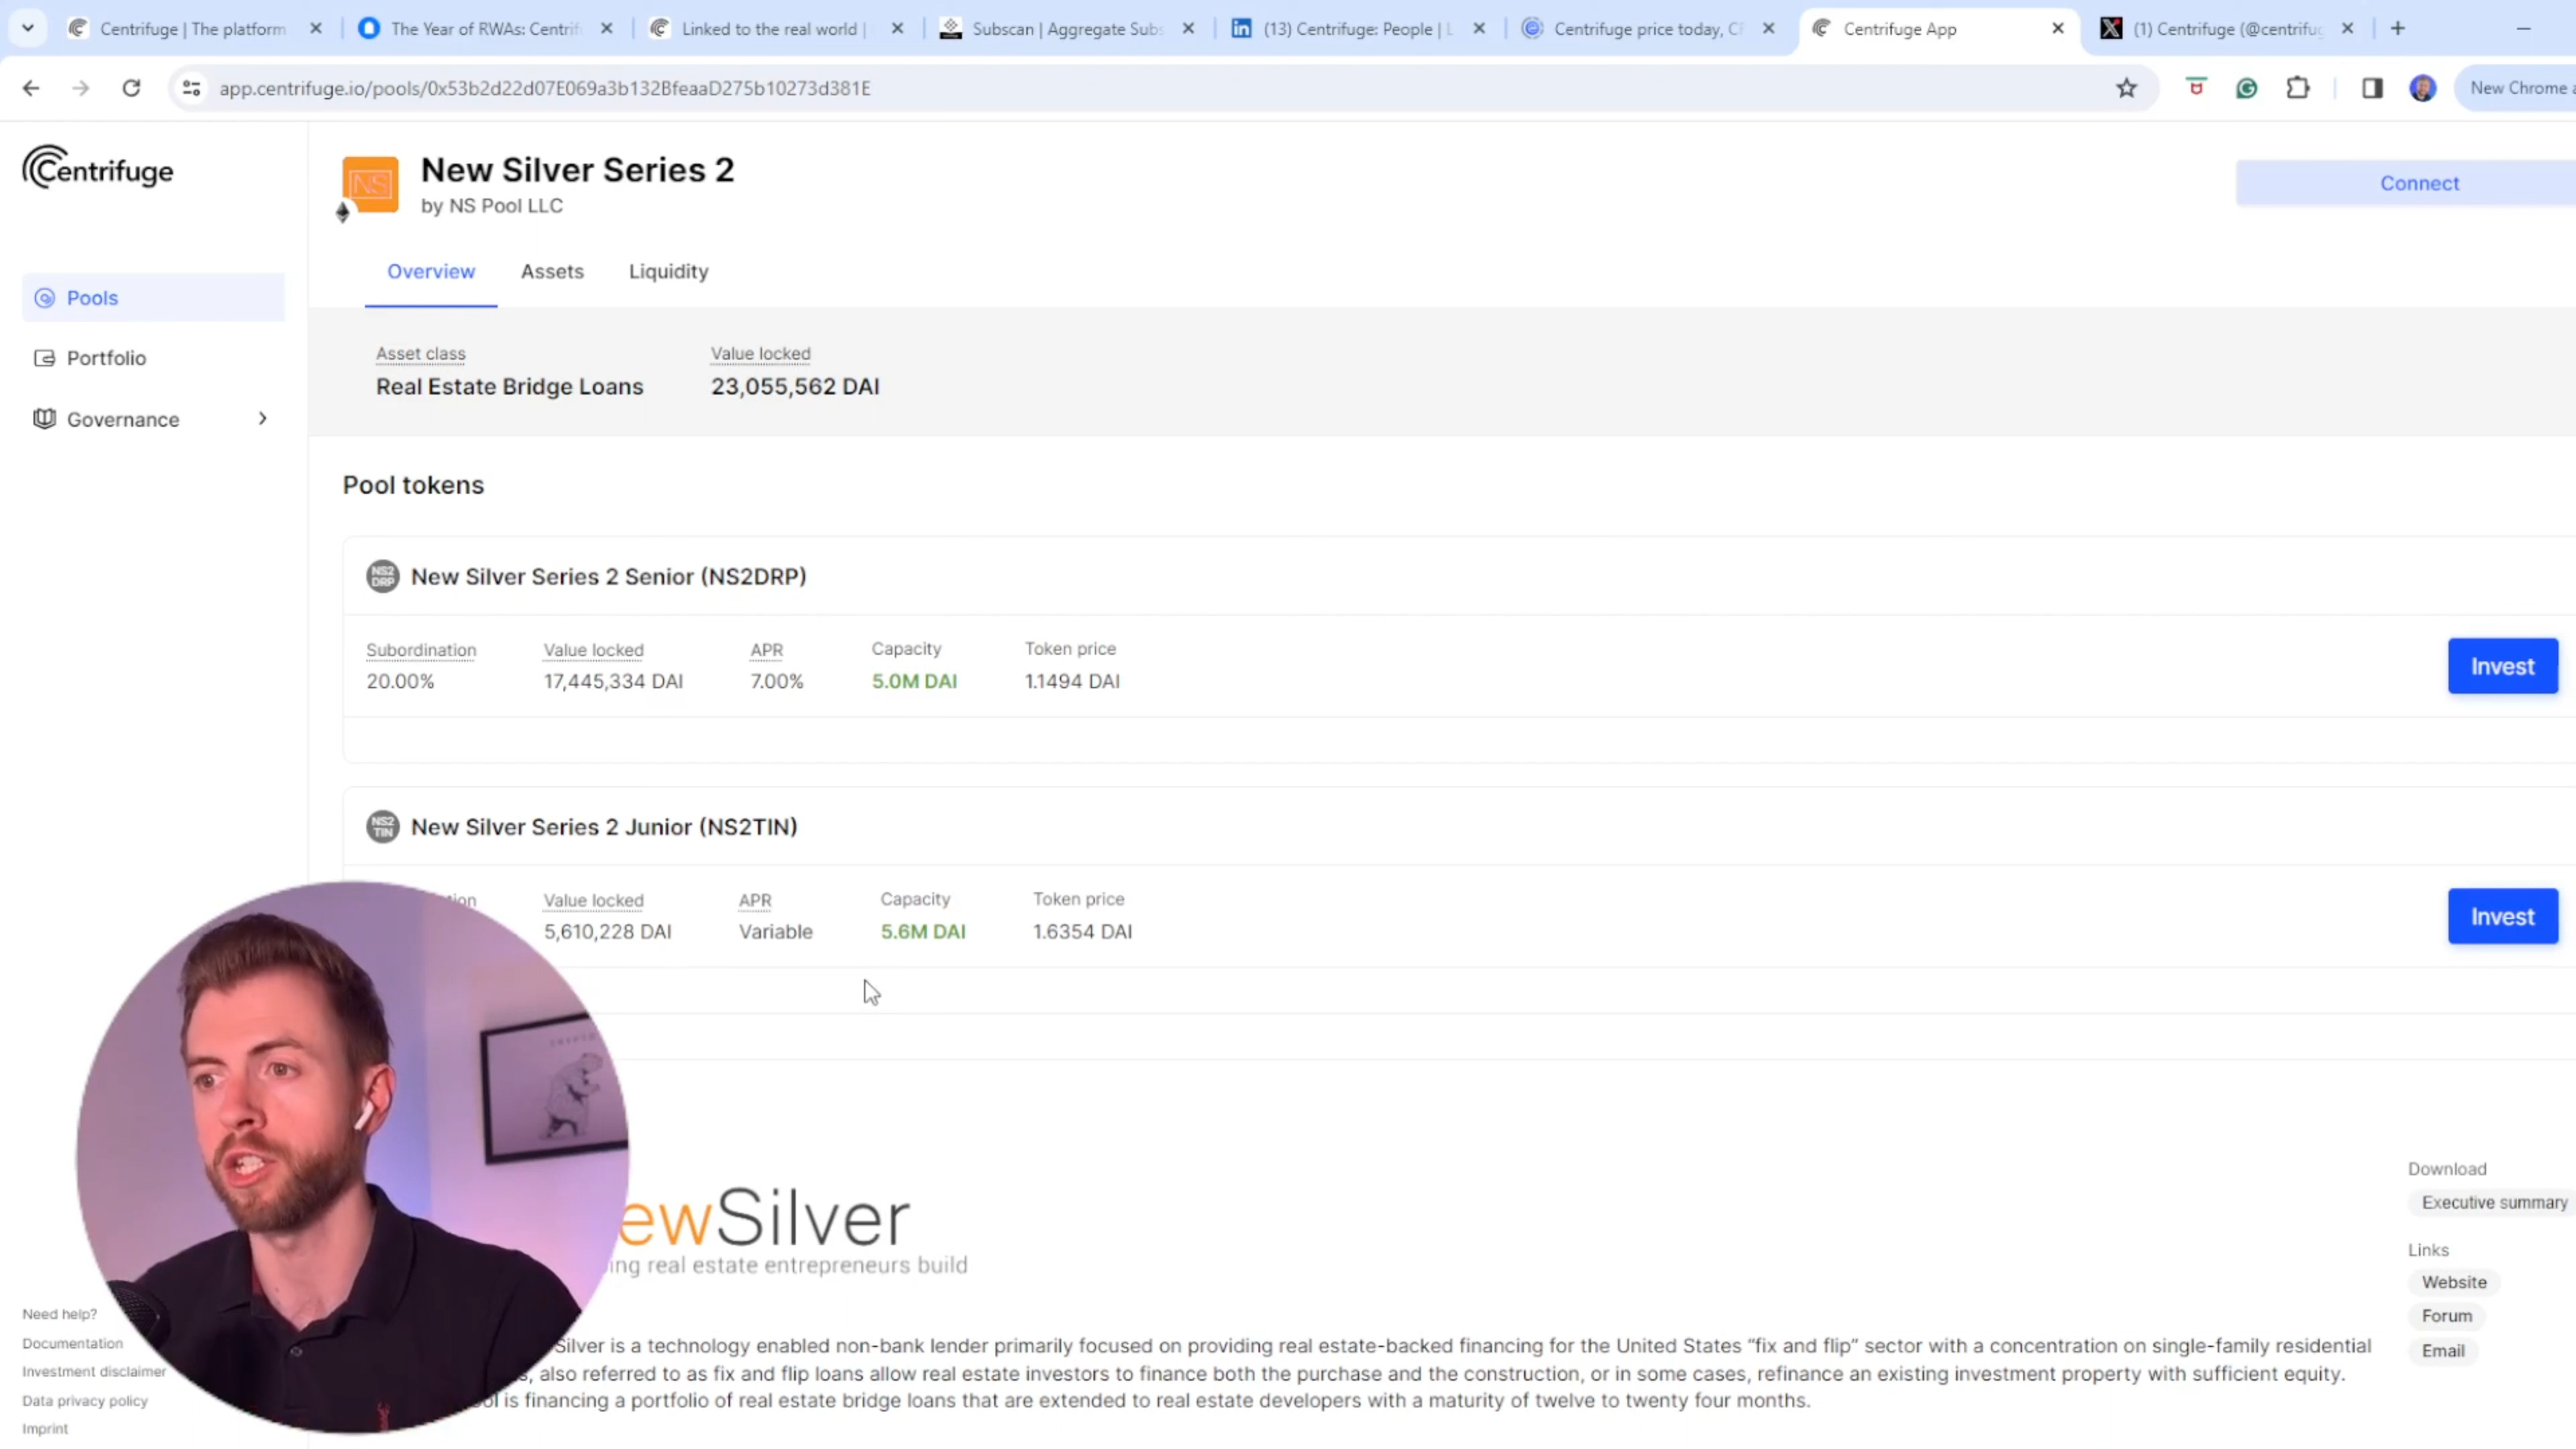 Centrifuge | The platform
The Year of RWAs: Centrif
Linked to the real world |
Subscan | Aggregate Subs
(13) Centrifuge: People | L
Centrifuge price today, CF
Centrifuge App
(1) Centrifuge (@centrifug
app.centrifuge.io/pools/0x53b2d22d07E069a3b132BfeaaD275b10273d381E
New Chrome a
Centrifuge
NS
New Silver Series 2
by NS Pool LLC
Connect
Overview Assets Liquidity
Pools
Portfolio
Governance
Asset class Value locked
Real Estate Bridge Loans 23,055,562 DAI
Pool tokens
NS2 DRP New Silver Series 2 Senior (NS2DRP)
Subordination Value locked APR Capacity Token price
20.00% 17,445,334 DAI 7.00% 5.0M DAI 1.1494 DAI
Invest
NS2 TIN New Silver Series 2 Junior (NS2TIN)
tion Value locked APR Capacity Token price
5,610,228 DAI Variable 5.6M DAI 1.6354 DAI
Invest
ewSilver
ing real estate entrepreneurs build
Download
Executive summary
Links
Website
Forum
Email
Silver is a technology enabled non-bank lender primarily focused on providing real estate-backed financing for the United States “fix and flip” sector with a concentration on single-family residential
s, also referred to as fix and flip loans allow real estate investors to finance both the purchase and the construction, or in some cases, refinance an existing investment property with sufficient equity.
ol is financing a portfolio of real estate bridge loans that are extended to real estate developers with a maturity of twelve to twenty four months.
Need help?
Documentation
Investment disclaimer
Data privacy policy
Imprint